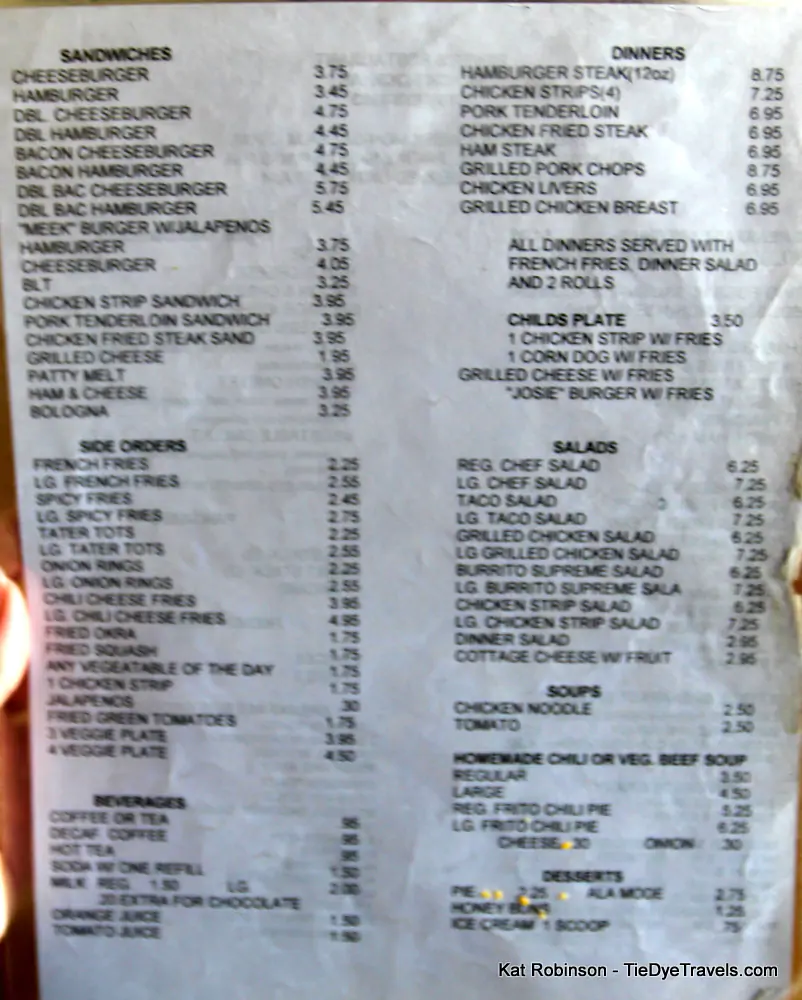 SANDWICHES
CHEESEBURGER 3.75
HAMBURGER 3.45
DBL. CHEESEBURGER 4.75
DBL HAMBURGER 4.45
BACON CHEESEBURGER 4.75
BACON HAMBURGER 4.45
DBL BAC CHEESEBURGER 5.75
DBL BAC HAMBURGER 5.45
"MEEK" BURGER W/JALAPENOS
HAMBURGER 3.75
CHEESEBURGER 4.05
BLT 3.25
CHICKEN STRIP SANDWICH 3.95
PORK TENDERLOIN SANDWICH 3.95
CHICKEN FRIED STEAK SAND 3.95
GRILLED CHEESE 1.95
PATTY MELT 3.95
HAM & CHEESE 3.95
BOLOGNA 3.25
SIDE ORDERS
FRENCH FRIES 2.25
LG. FRENCH FRIES 2.55
SPICY FRIES 2.45
LG. SPICY FRIES 2.75
TATER TOTS 2.25
LG. TATER TOTS 2.55
ONION RINGS 2.25
LG. ONION RINGS 2.55
CHILI CHEESE FRIES 3.95
LG. CHILI CHEESE FRIES 4.95
FRIED OKRA 1.75
FRIED SQUASH 1.75
ANY VEGEATABLE OF THE DAY 1.75
1 CHICKEN STRIP 1.75
JALAPENOS .30
FRIED GREEN TOMATOES 1.75
3 VEGGIE PLATE 3.95
4 VEGGIE PLATE 4.50
BEVERAGES
COFFEE OR TEA .95
DECAF. COFFEE .95
HOT TEA .95
SODA W/ ONE REFILL 1.50
MILK REG. 1.50 LG. 2.00
.20 EXTRA FOR CHOCOLATE
ORANGE JUICE 1.50
TOMATO JUICE 1.50
DINNERS
HAMBURGER STEAK(12oz) 8.75
CHICKEN STRIPS(4) 7.25
PORK TENDERLOIN 6.95
CHICKEN FRIED STEAK 6.95
HAM STEAK 6.95
GRILLED PORK CHOPS 8.75
CHICKEN LIVERS 6.95
GRILLED CHICKEN BREAST 6.95
ALL DINNERS SERVED WITH
FRENCH FRIES, DINNER SALAD
AND 2 ROLLS
CHILDS PLATE 3.50
1 CHICKEN STRIP W/ FRIES
1 CORN DOG W/ FRIES
GRILLED CHEESE W/ FRIES
"JOSIE" BURGER W/ FRIES
SALADS
REG. CHEF SALAD 6.25
LG. CHEF SALAD 7.25
TACO SALAD 6.25
LG. TACO SALAD 7.25
GRILLED CHICKEN SALAD 6.25
LG GRILLED CHICKEN SALAD 7.25
BURRITO SUPREME SALAD 6.25
LG. BURRITO SUPREME SALA 7.25
CHICKEN STRIP SALAD 6.25
LG. CHICKEN STRIP SALAD 7.25
DINNER SALAD 2.95
COTTAGE CHEESE W/ FRUIT 2.95
SOUPS
CHICKEN NOODLE 2.50
TOMATO 2.50
HOMEMADE CHILI OR VEG. BEEF SOUP
REGULAR 3.50
LARGE 4.50
REG. FRITO CHILI PIE 5.25
LG. FRITO CHILI PIE 6.25
CHEESE .30 ONION .30
DESSERTS
PIE 2.25 ALA MODE 2.75
HONEY BUNS 1.25
ICE CREAM 1 SCOOP .75
Kat Robinson - TieDyeTravels.com